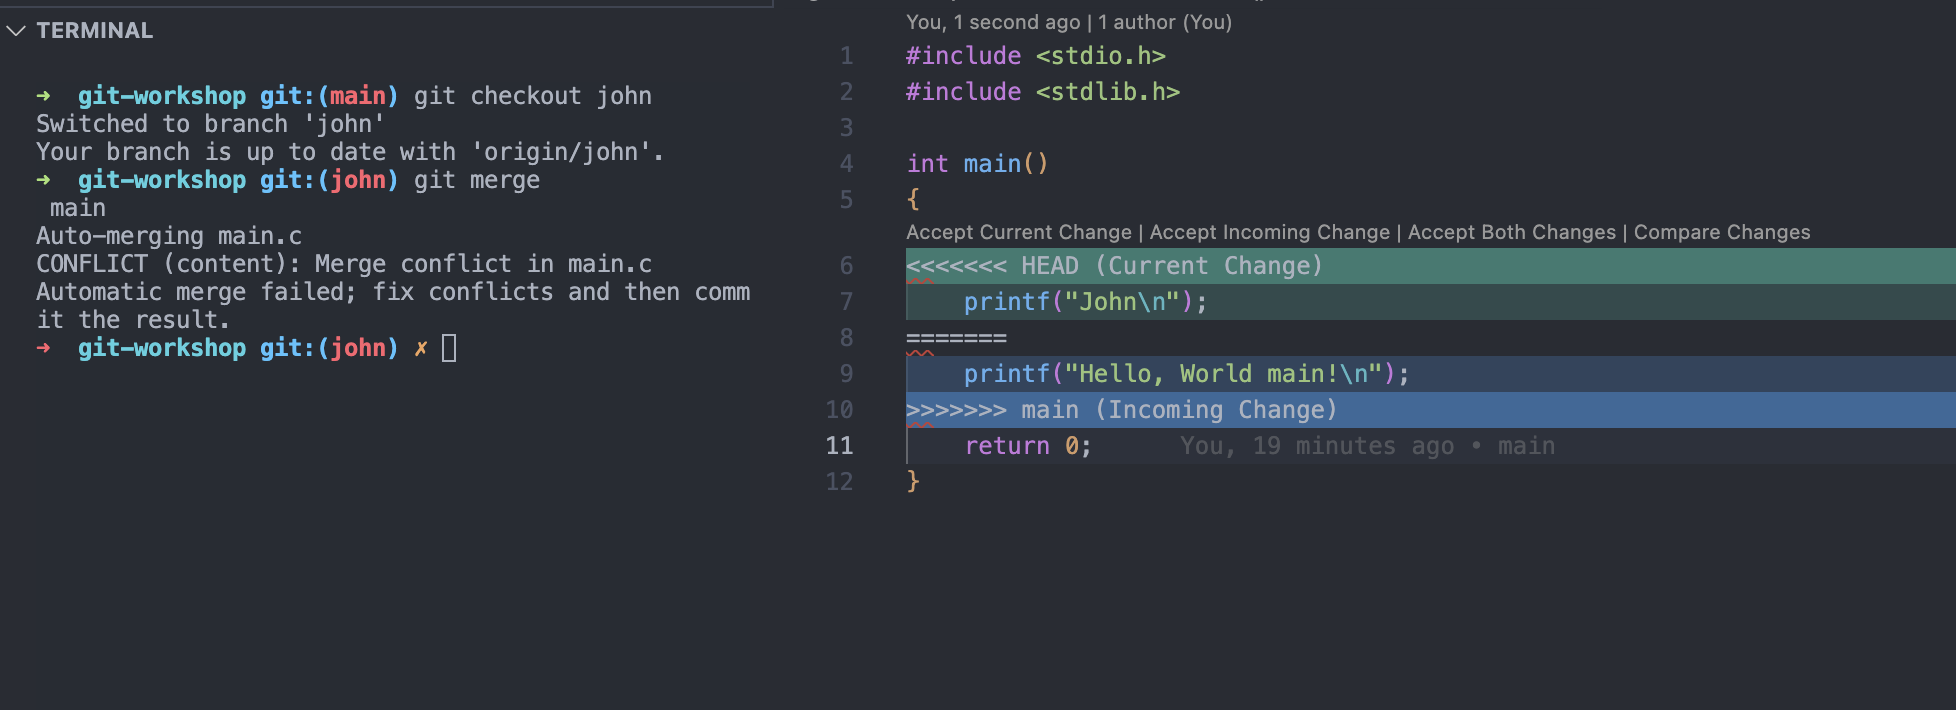 TERMINAL
➜  git-workshop git:(main) git checkout john
Switched to branch 'john'
Your branch is up to date with 'origin/john'.
➜  git-workshop git:(john) git merge
 main
Auto-merging main.c
CONFLICT (content): Merge conflict in main.c
Automatic merge failed; fix conflicts and then comm
it the result.
➜  git-workshop git:(john) ✗
You, 1 second ago | 1 author (You)
1 #include <stdio.h>
2 #include <stdlib.h>
3
4 int main()
5 {
Accept Current Change | Accept Incoming Change | Accept Both Changes | Compare Changes
6 <<<<<<< HEAD (Current Change)
7     printf("John\n");
8 =======
9     printf("Hello, World main!\n");
10 >>>>>>> main (Incoming Change)
11     return 0;      You, 19 minutes ago • main
12 }